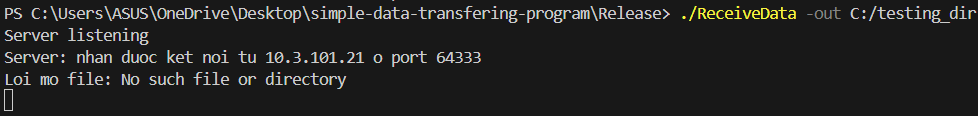 PS C:\Users\ASUS\OneDrive\Desktop\simple-data-transfering-program\Release> ./ReceiveData -out C:/testing_dir
Server listening
Server: nhan duoc ket noi tu 10.3.101.21 o port 64333
Loi mo file: No such file or directory